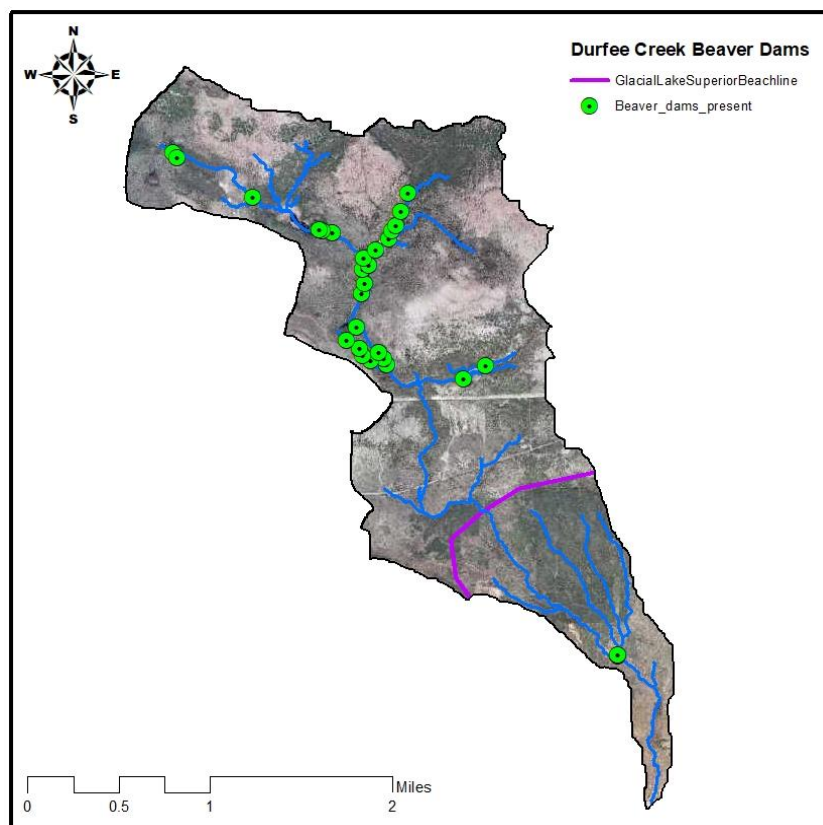 N
W E
S
Durfee Creek Beaver Dams
GlacialLakeSuperiorBeachline
Beaver_dams_present
Miles
0 0.5 1 2